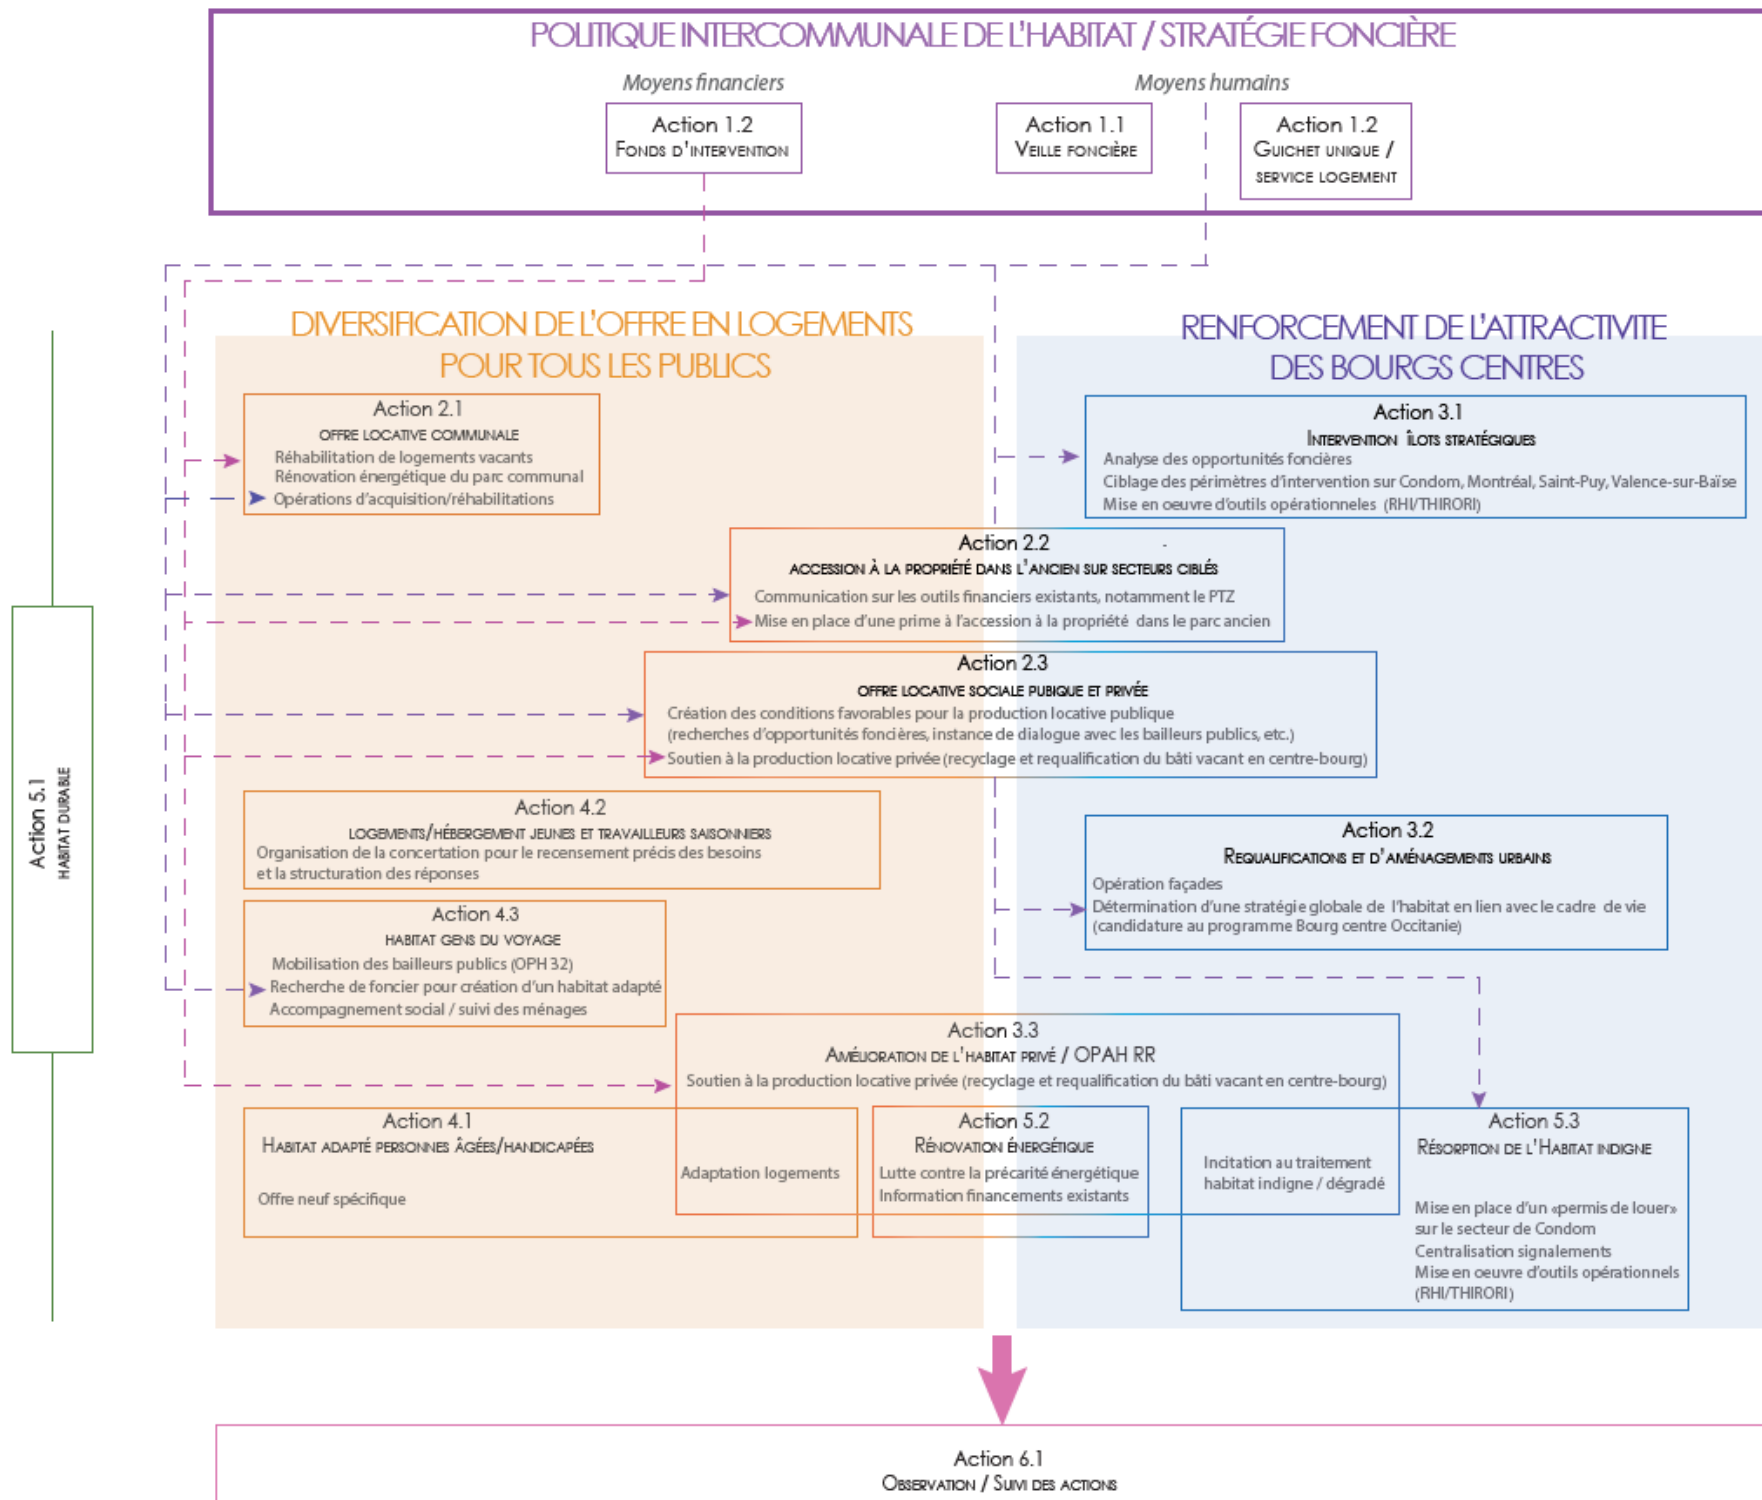 POLITIQUE INTERCOMMUNALE DE L'HABITAT / STRATÉGIE FONCIÈRE
Moyens financiers
Moyens humains
Action 1.2
FONDS D'INTERVENTION
Action 1.1
VEILLE FONCIÈRE
Action 1.2
GUICHET UNIQUE /
SERVICE LOGEMENT
Action 5.1
HABITAT DURABLE
DIVERSIFICATION DE L'OFFRE EN LOGEMENTS
POUR TOUS LES PUBLICS
RENFORCEMENT DE L'ATTRACTIVITE
DES BOURGS CENTRES
Action 2.1
OFFRE LOCATIVE COMMUNALE
Réhabilitation de logements vacants
Rénovation énergétique du parc communal
Opérations d'acquisition/réhabilitations
Action 3.1
INTERVENTION ÎLOTS STRATÉGIQUES
Analyse des opportunités foncières
Ciblage des périmètres d'intervention sur Condom, Montréal, Saint-Puy, Valence-sur-Baïse
Mise en oeuvre d'outils opérationneles (RHI/THIRORI)
Action 2.2
ACCESSION À LA PROPRIÉTÉ DANS L'ANCIEN SUR SECTEURS CIBLÉS
Communication sur les outils financiers existants, notamment le PTZ
Mise en place d'une prime à l'accession à la propriété dans le parc ancien
Action 2.3
OFFRE LOCATIVE SOCIALE PUBIQUE ET PRIVÉE
Création des conditions favorables pour la production locative publique
(recherches d'opportunités foncières, instance de dialogue avec les bailleurs publics, etc.)
Soutien à la production locative privée (recyclage et requalification du bâti vacant en centre-bourg)
Action 4.2
LOGEMENTS/HÉBERGEMENT JEUNES ET TRAVAILLEURS SAISONNIERS
Organisation de la concertation pour le recensement précis des besoins
et la structuration des réponses
Action 3.2
REQUALIFICATIONS ET D'AMÉNAGEMENTS URBAINS
Opération façades
Détermination d'une stratégie globale de l'habitat en lien avec le cadre de vie
(candidature au programme Bourg centre Occitanie)
Action 4.3
HABITAT GENS DU VOYAGE
Mobilisation des bailleurs publics (OPH 32)
Recherche de foncier pour création d'un habitat adapté
Accompagnement social / suivi des ménages
Action 3.3
AMÉLIORATION DE L'HABITAT PRIVÉ / OPAH RR
Soutien à la production locative privée (recyclage et requalification du bâti vacant en centre-bourg)
Action 4.1
HABITAT ADAPTÉ PERSONNES ÂGÉES/HANDICAPÉES
Offre neuf spécifique
Adaptation logements
Action 5.2
RÉNOVATION ÉNERGÉTIQUE
Lutte contre la précarité énergétique
Information financements existants
Incitation au traitement
habitat indigne / dégradé
Action 5.3
RÉSORPTION DE L'HABITAT INDIGNE
Mise en place d'un «permis de louer»
sur le secteur de Condom
Centralisation signalements
Mise en oeuvre d'outils opérationnels
(RHI/THIRORI)
Action 6.1
OBSERVATION / SUIVI DES ACTIONS